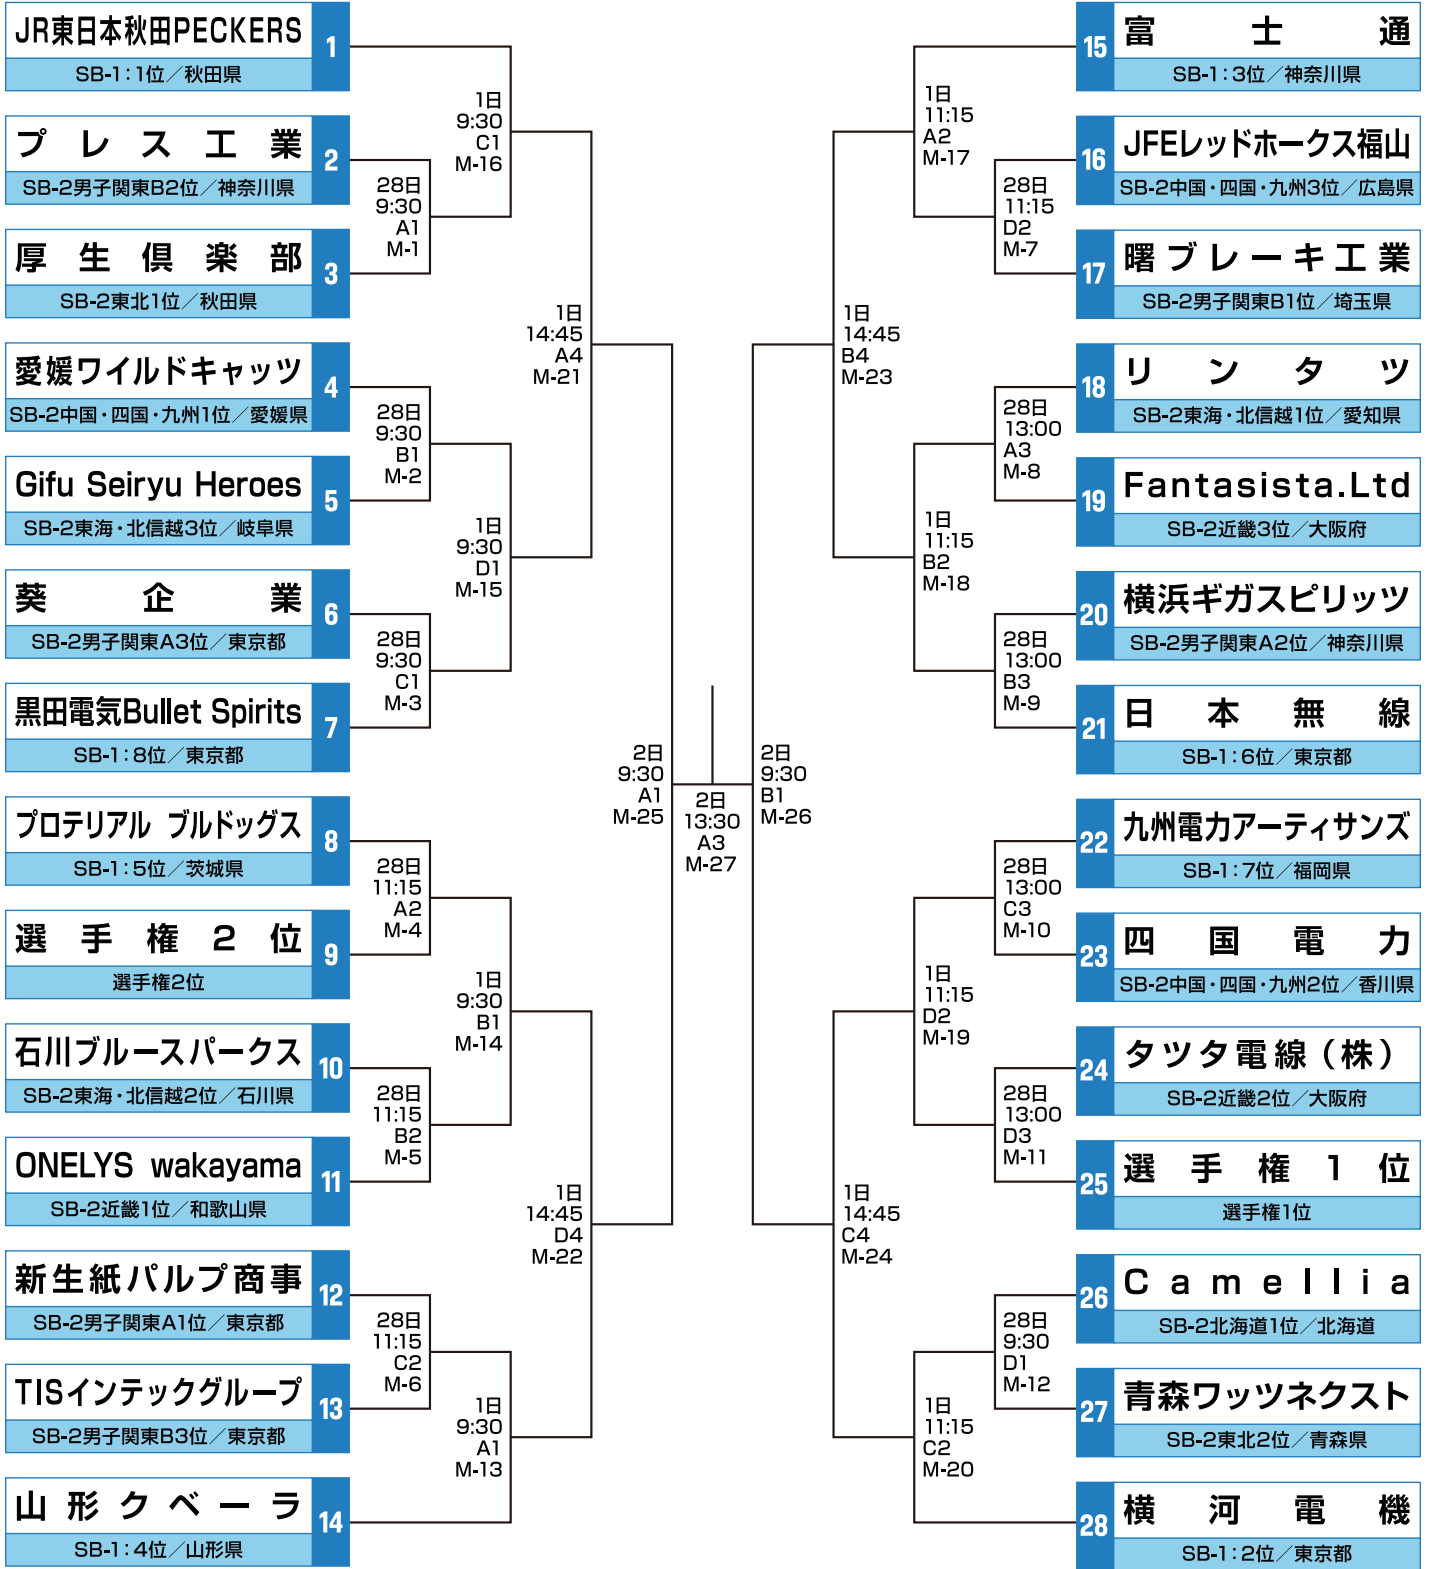 JR東日本秋田PECKERS
1
SB-1：1位／秋田県
プレス工業
2
SB-2男子関東B2位／神奈川県
厚生倶楽部
3
SB-2東北1位／秋田県
愛媛ワイルドキャッツ
4
SB-2中国・四国・九州1位／愛媛県
Gifu Seiryu Heroes
5
SB-2東海・北信越3位／岐阜県
葵企業
6
SB-2男子関東A3位／東京都
黒田電気Bullet Spirits
7
SB-1：8位／東京都
プロテリアル ブルドッグス
8
SB-1：5位／茨城県
選手権2位
9
選手権2位
石川ブルースパークス
10
SB-2東海・北信越2位／石川県
ONELYS wakayama
11
SB-2近畿1位／和歌山県
新生紙パルプ商事
12
SB-2男子関東A1位／東京都
TISインテックグループ
13
SB-2男子関東B3位／東京都
山形クベーラ
14
SB-1：4位／山形県
28日
9:30
A1
M-1
28日
9:30
B1
M-2
28日
9:30
C1
M-3
28日
11:15
A2
M-4
28日
11:15
B2
M-5
28日
11:15
C2
M-6
1日
9:30
C1
M-16
1日
9:30
D1
M-15
1日
9:30
B1
M-14
1日
9:30
A1
M-13
1日
14:45
A4
M-21
1日
14:45
D4
M-22
2日
9:30
A1
M-25
2日
13:30
A3
M-27
2日
9:30
B1
M-26
1日
14:45
B4
M-23
1日
14:45
C4
M-24
1日
11:15
A2
M-17
1日
11:15
B2
M-18
1日
11:15
D2
M-19
1日
11:15
C2
M-20
28日
11:15
D2
M-7
28日
13:00
A3
M-8
28日
13:00
B3
M-9
28日
13:00
C3
M-10
28日
13:00
D3
M-11
28日
9:30
D1
M-12
15
富士通
SB-1：3位／神奈川県
16
JFEレッドホークス福山
SB-2中国・四国・九州3位／広島県
17
曙ブレーキ工業
SB-2男子関東B1位／埼玉県
18
リンタツ
SB-2東海・北信越1位／愛知県
19
Fantasista.Ltd
SB-2近畿3位／大阪府
20
横浜ギガスピリッツ
SB-2男子関東A2位／神奈川県
21
日本無線
SB-1：6位／東京都
22
九州電力アーティサンズ
SB-1：7位／福岡県
23
四国電力
SB-2中国・四国・九州2位／香川県
24
タツタ電線（株）
SB-2近畿2位／大阪府
25
選手権1位
選手権1位
26
Camellia
SB-2北海道1位／北海道
27
青森ワッツネクスト
SB-2東北2位／青森県
28
横河電機
SB-1：2位／東京都